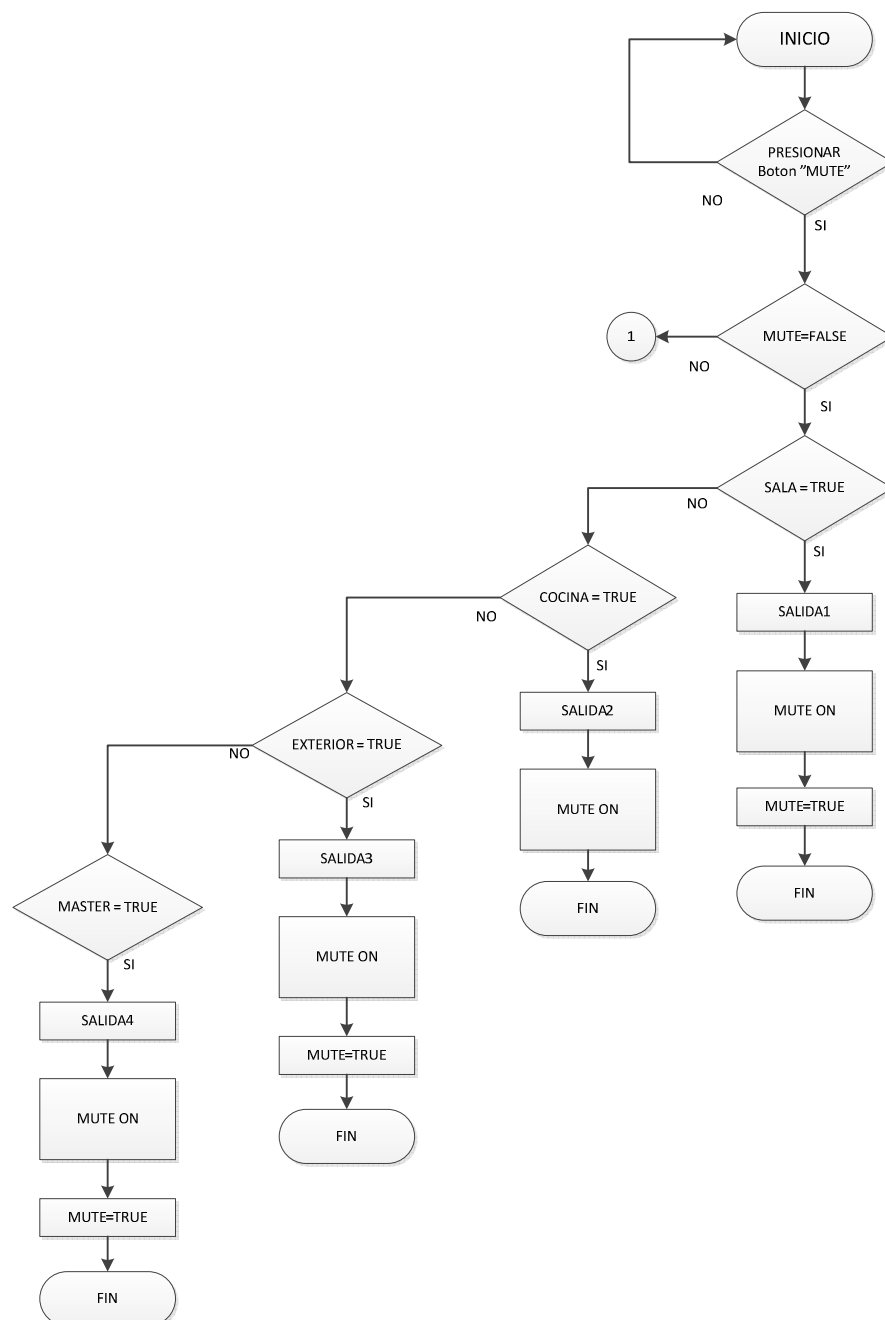 INICIO
PRESIONAR
Boton "MUTE"
NO
SI
MUTE=FALSE
1
NO
SI
SALA = TRUE
NO
SI
SALIDA1
MUTE ON
MUTE=TRUE
FIN
COCINA = TRUE
NO
SI
SALIDA2
MUTE ON
FIN
EXTERIOR = TRUE
NO
SI
SALIDA3
MUTE ON
MUTE=TRUE
FIN
MASTER = TRUE
SI
SALIDA4
MUTE ON
MUTE=TRUE
FIN